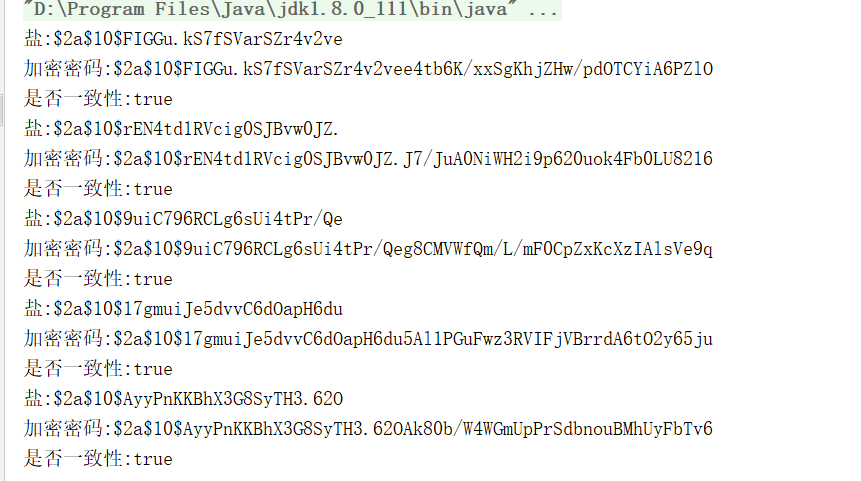 "D:\Program Files\Java\jdk1.8.0_111\bin\java" ...
盐:$2a$10$FIGGu.kS7fSVarSZr4v2ve
加密密码:$2a$10$FIGGu.kS7fSVarSZr4v2vee4tb6K/xxSgKhjZHw/pdOTCYiA6PZlO
是否一致性:true
盐:$2a$10$rEN4td1RVcig0SJBvw0JZ.
加密密码:$2a$10$rEN4td1RVcig0SJBvw0JZ.J7/JuA0NiWH2i9p620uok4Fb0LU8216
是否一致性:true
盐:$2a$10$9uiC796RCLg6sUi4tPr/Qe
加密密码:$2a$10$9uiC796RCLg6sUi4tPr/Qeg8CMVWfQm/L/mF0CpZxKcXzIAlsVe9q
是否一致性:true
盐:$2a$10$17gmuiJe5dvvC6dOapH6du
加密密码:$2a$10$17gmuiJe5dvvC6dOapH6du5Al1PGuFwz3RVIFjVBrrdA6tO2y65ju
是否一致性:true
盐:$2a$10$AyyPnKKBhX3G8SyTH3.62O
加密密码:$2a$10$AyyPnKKBhX3G8SyTH3.62OAk80b/W4WGmUpPrSdbnouBMhUyFbTv6
是否一致性:true